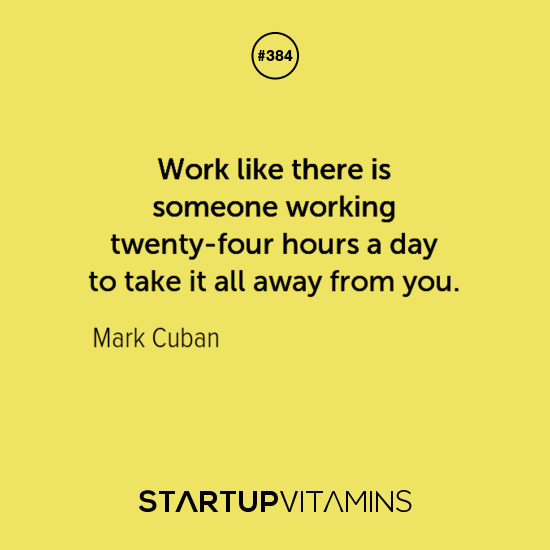 #384
Work like there is
someone working
twenty-four hours a day
to take it all away from you.
Mark Cuban
STARTUPVITAMINS